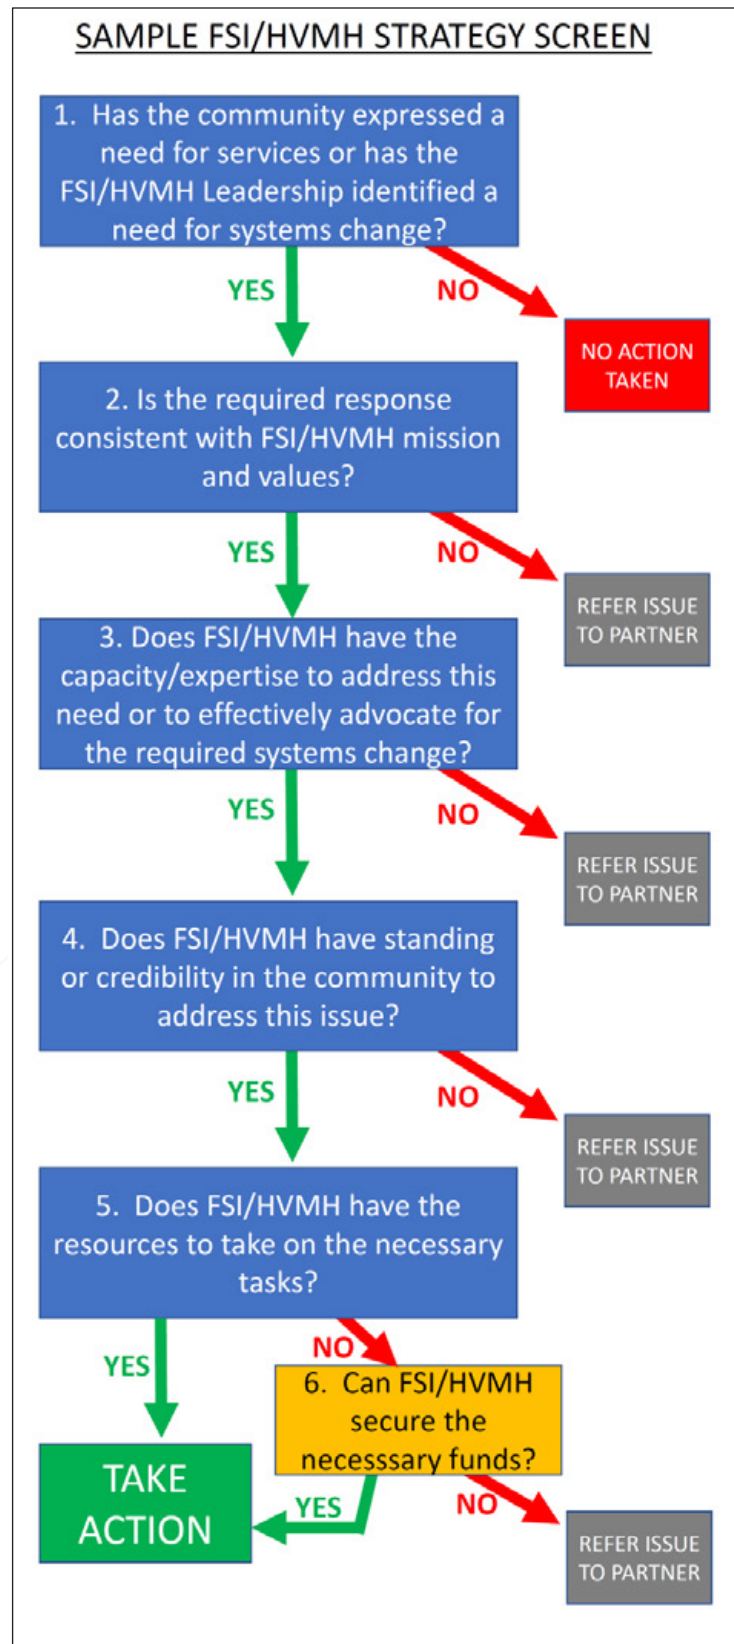 SAMPLE FSI/HVMH STRATEGY SCREEN
1. Has the community expressed a
need for services or has the
FSI/HVMH Leadership identified a
need for systems change?
YES
NO
NO ACTION
TAKEN
2. Is the required response
consistent with FSI/HVMH mission
and values?
YES
NO
REFER ISSUE
TO PARTNER
3. Does FSI/HVMH have the
capacity/expertise to address this
need or to effectively advocate for
the required systems change?
YES
NO
REFER ISSUE
TO PARTNER
4. Does FSI/HVMH have standing
or credibility in the community to
address this issue?
YES
NO
REFER ISSUE
TO PARTNER
5. Does FSI/HVMH have the
resources to take on the necessary
tasks?
YES
NO
6. Can FSI/HVMH
secure the
necesssary funds?
TAKE
ACTION
YES
NO
REFER ISSUE
TO PARTNER